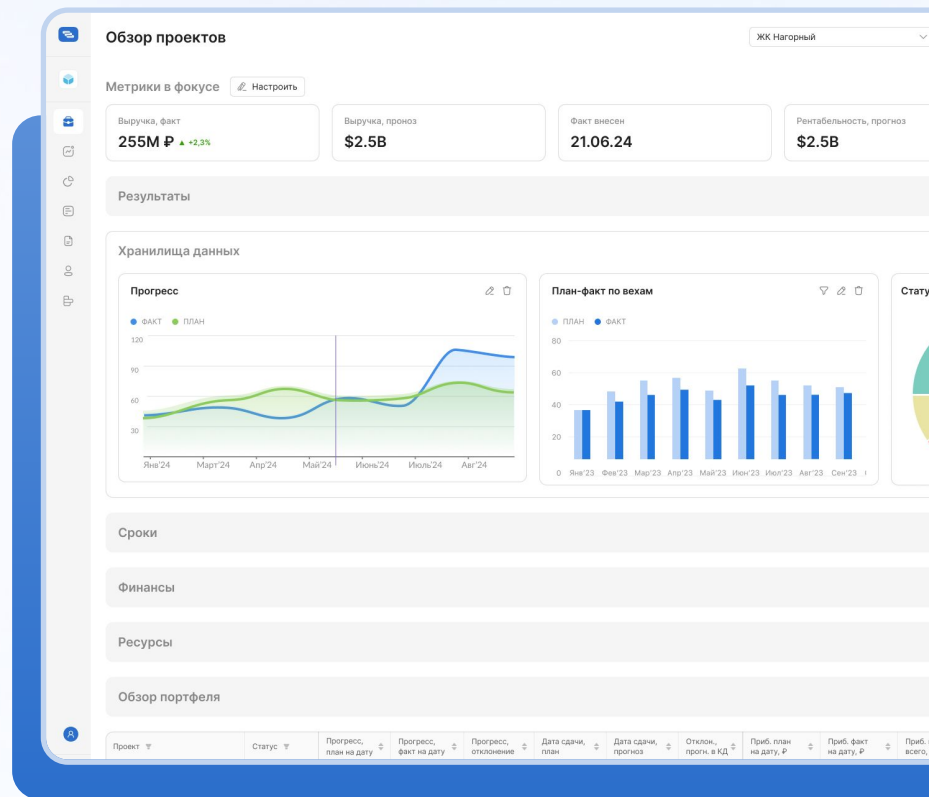 Обзор проектов
ЖК Нагорный
Метрики в фокусе
Настроить
Выручка, факт
255М ₽ ▲ +2,3%
Выручка, проноз
$2.5B
Факт внесен
21.06.24
Рентабельность, прогноз
$2.5B
Результаты
Хранилища данных
Прогресс
ФАКТ ПЛАН
120
90
60
30
Янв'24 Март'24 Апр'24 Май'24 Июнь'24 Июль'24 Авг'24
План-факт по вехам
ПЛАН ФАКТ
80
60
40
20
0 Янв'23 Фев'23 Мар'23 Апр'23 Май'23 Июн'23 Июл'23 Авг'23 Сен'23
Стату
Сроки
Финансы
Ресурсы
Обзор портфеля
Проект
Статус
Прогресс,
план на дату
Прогресс,
факт на дату
Прогресс,
отклонение
Дата сдачи,
план
Дата сдачи,
прогноз
Отклон.,
прогн. в КД
Приб. план
на дату, ₽
Приб. факт
на дату, ₽
Приб.
всего,